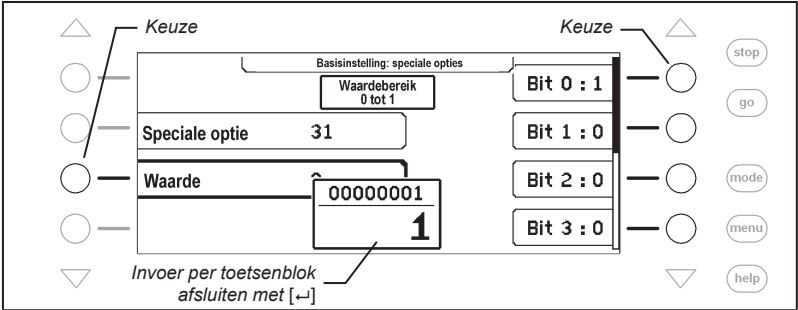 Keuze
Keuze
stop
Basisinstelling: speciale opties
Waardebereik
0 tot 1
Bit 0 : 1
go
Speciale optie 31
Bit 1 : 0
Waarde
00000001
1
Bit 2 : 0
mode
Bit 3 : 0
menu
Invoer per toetsenblok
afsluiten met [↵]
help